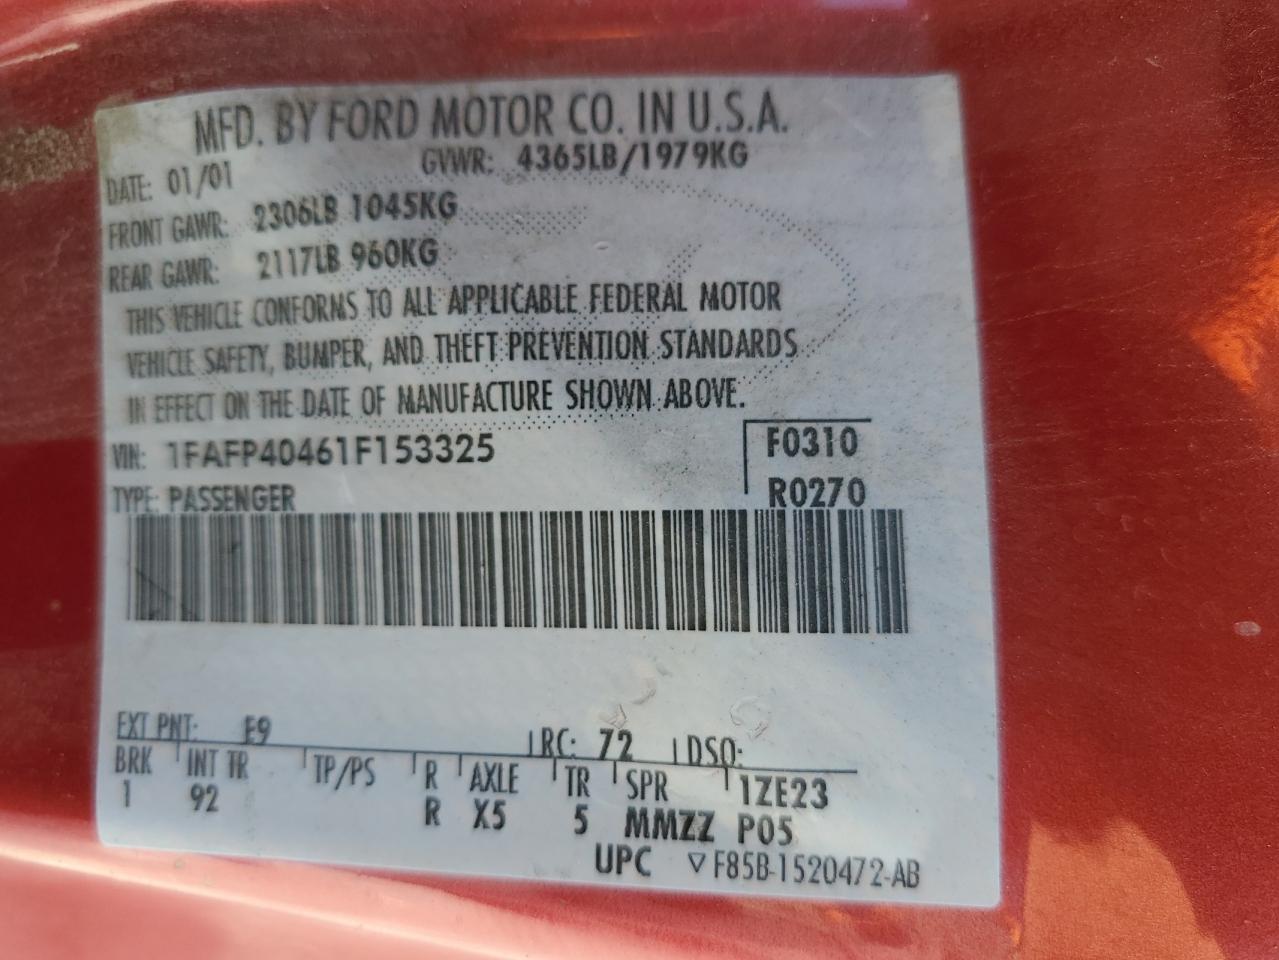 MFD. BY FORD MOTOR CO. IN U.S.A.
DATE: 01/01 GVWR: 4365LB/1979KG
FRONT GAWR: 2306LB 1045KG
REAR GAWR: 2117LB 960KG
THIS VEHICLE CONFORMS TO ALL APPLICABLE FEDERAL MOTOR
VEHICLE SAFETY, BUMPER, AND THEFT PREVENTION STANDARDS
IN EFFECT ON THE DATE OF MANUFACTURE SHOWN ABOVE.
VIN: 1FAFP40461F153325 F0310
TYPE: PASSENGER R0270
EXT PNT: E9 RC: 72 DSO:
BRK INT TR TP/PS R AXLE TR SPR 1ZE23
1 92 R X5 5 MMZZ P05
UPC ▽F85B-1520472-AB